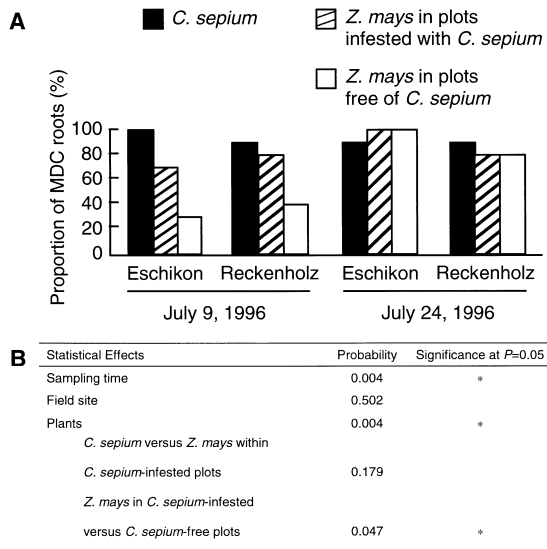 A
C. sepium
Z. mays in plots
infested with C. sepium
Z. mays in plots
free of C. sepium
Proportion of MDC roots (%)
100
80
60
40
20
0
Eschikon Reckenholz Eschikon Reckenholz
July 9, 1996 July 24, 1996
B
Statistical Effects Probability Significance at P=0.05
Sampling time 0.004 *
Field site 0.502
Plants 0.004 *
C. sepium versus Z. mays within
C. sepium-infested plots 0.179
Z. mays in C. sepium-infested
versus C. sepium-free plots 0.047 *